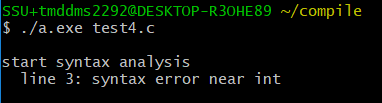 SSU+tmddms2292@DESKTOP-R3OHE89 ~/compile
$ ./a.exe test4.c
start syntax analysis
line 3: syntax error near int